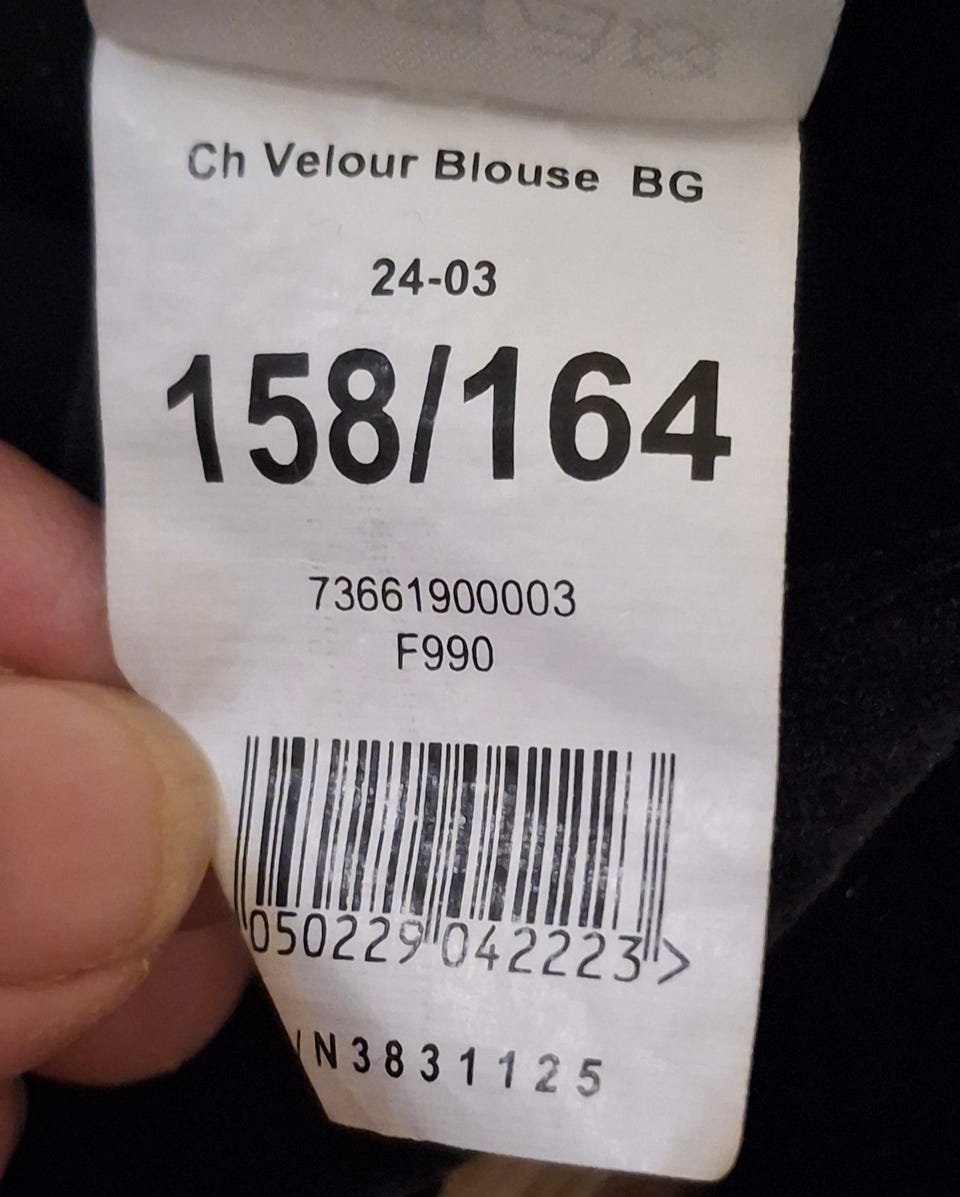 Ch Velour Blouse BG
24-03
158/164
73661900003
F990
050229 042223 >
N3831125